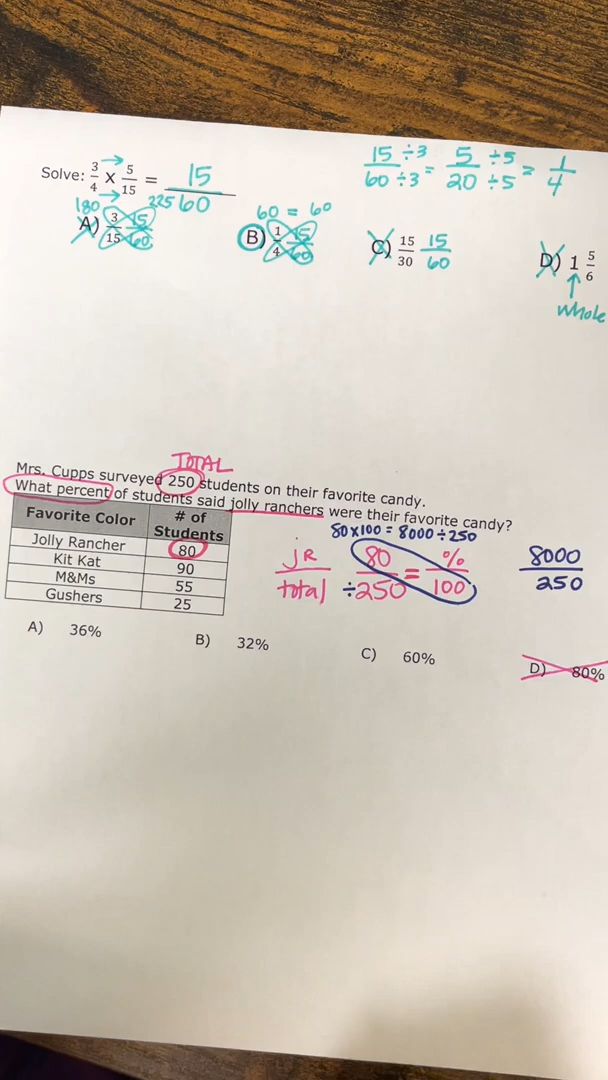 Solve: 3/4 x 5/15 = 15/60
15 ÷3 / 60 ÷3 = 5 ÷5 / 20 ÷5 = 1/4
180 225
A) 3/15 15/60
60 = 60
B) 1/4 15/60
C) 15/30 15/60
D) 1 5/6
whole
TOTAL
Mrs. Cupps surveyed 250 students on their favorite candy.
What percent of students said jolly ranchers were their favorite candy?
Favorite Color # of Students
Jolly Rancher 80
Kit Kat 90
M&Ms 55
Gushers 25
80x100 = 8000÷250
JR/total ÷ 80/250 = %/100
8000/250
A) 36%
B) 32%
C) 60%
D) 80%